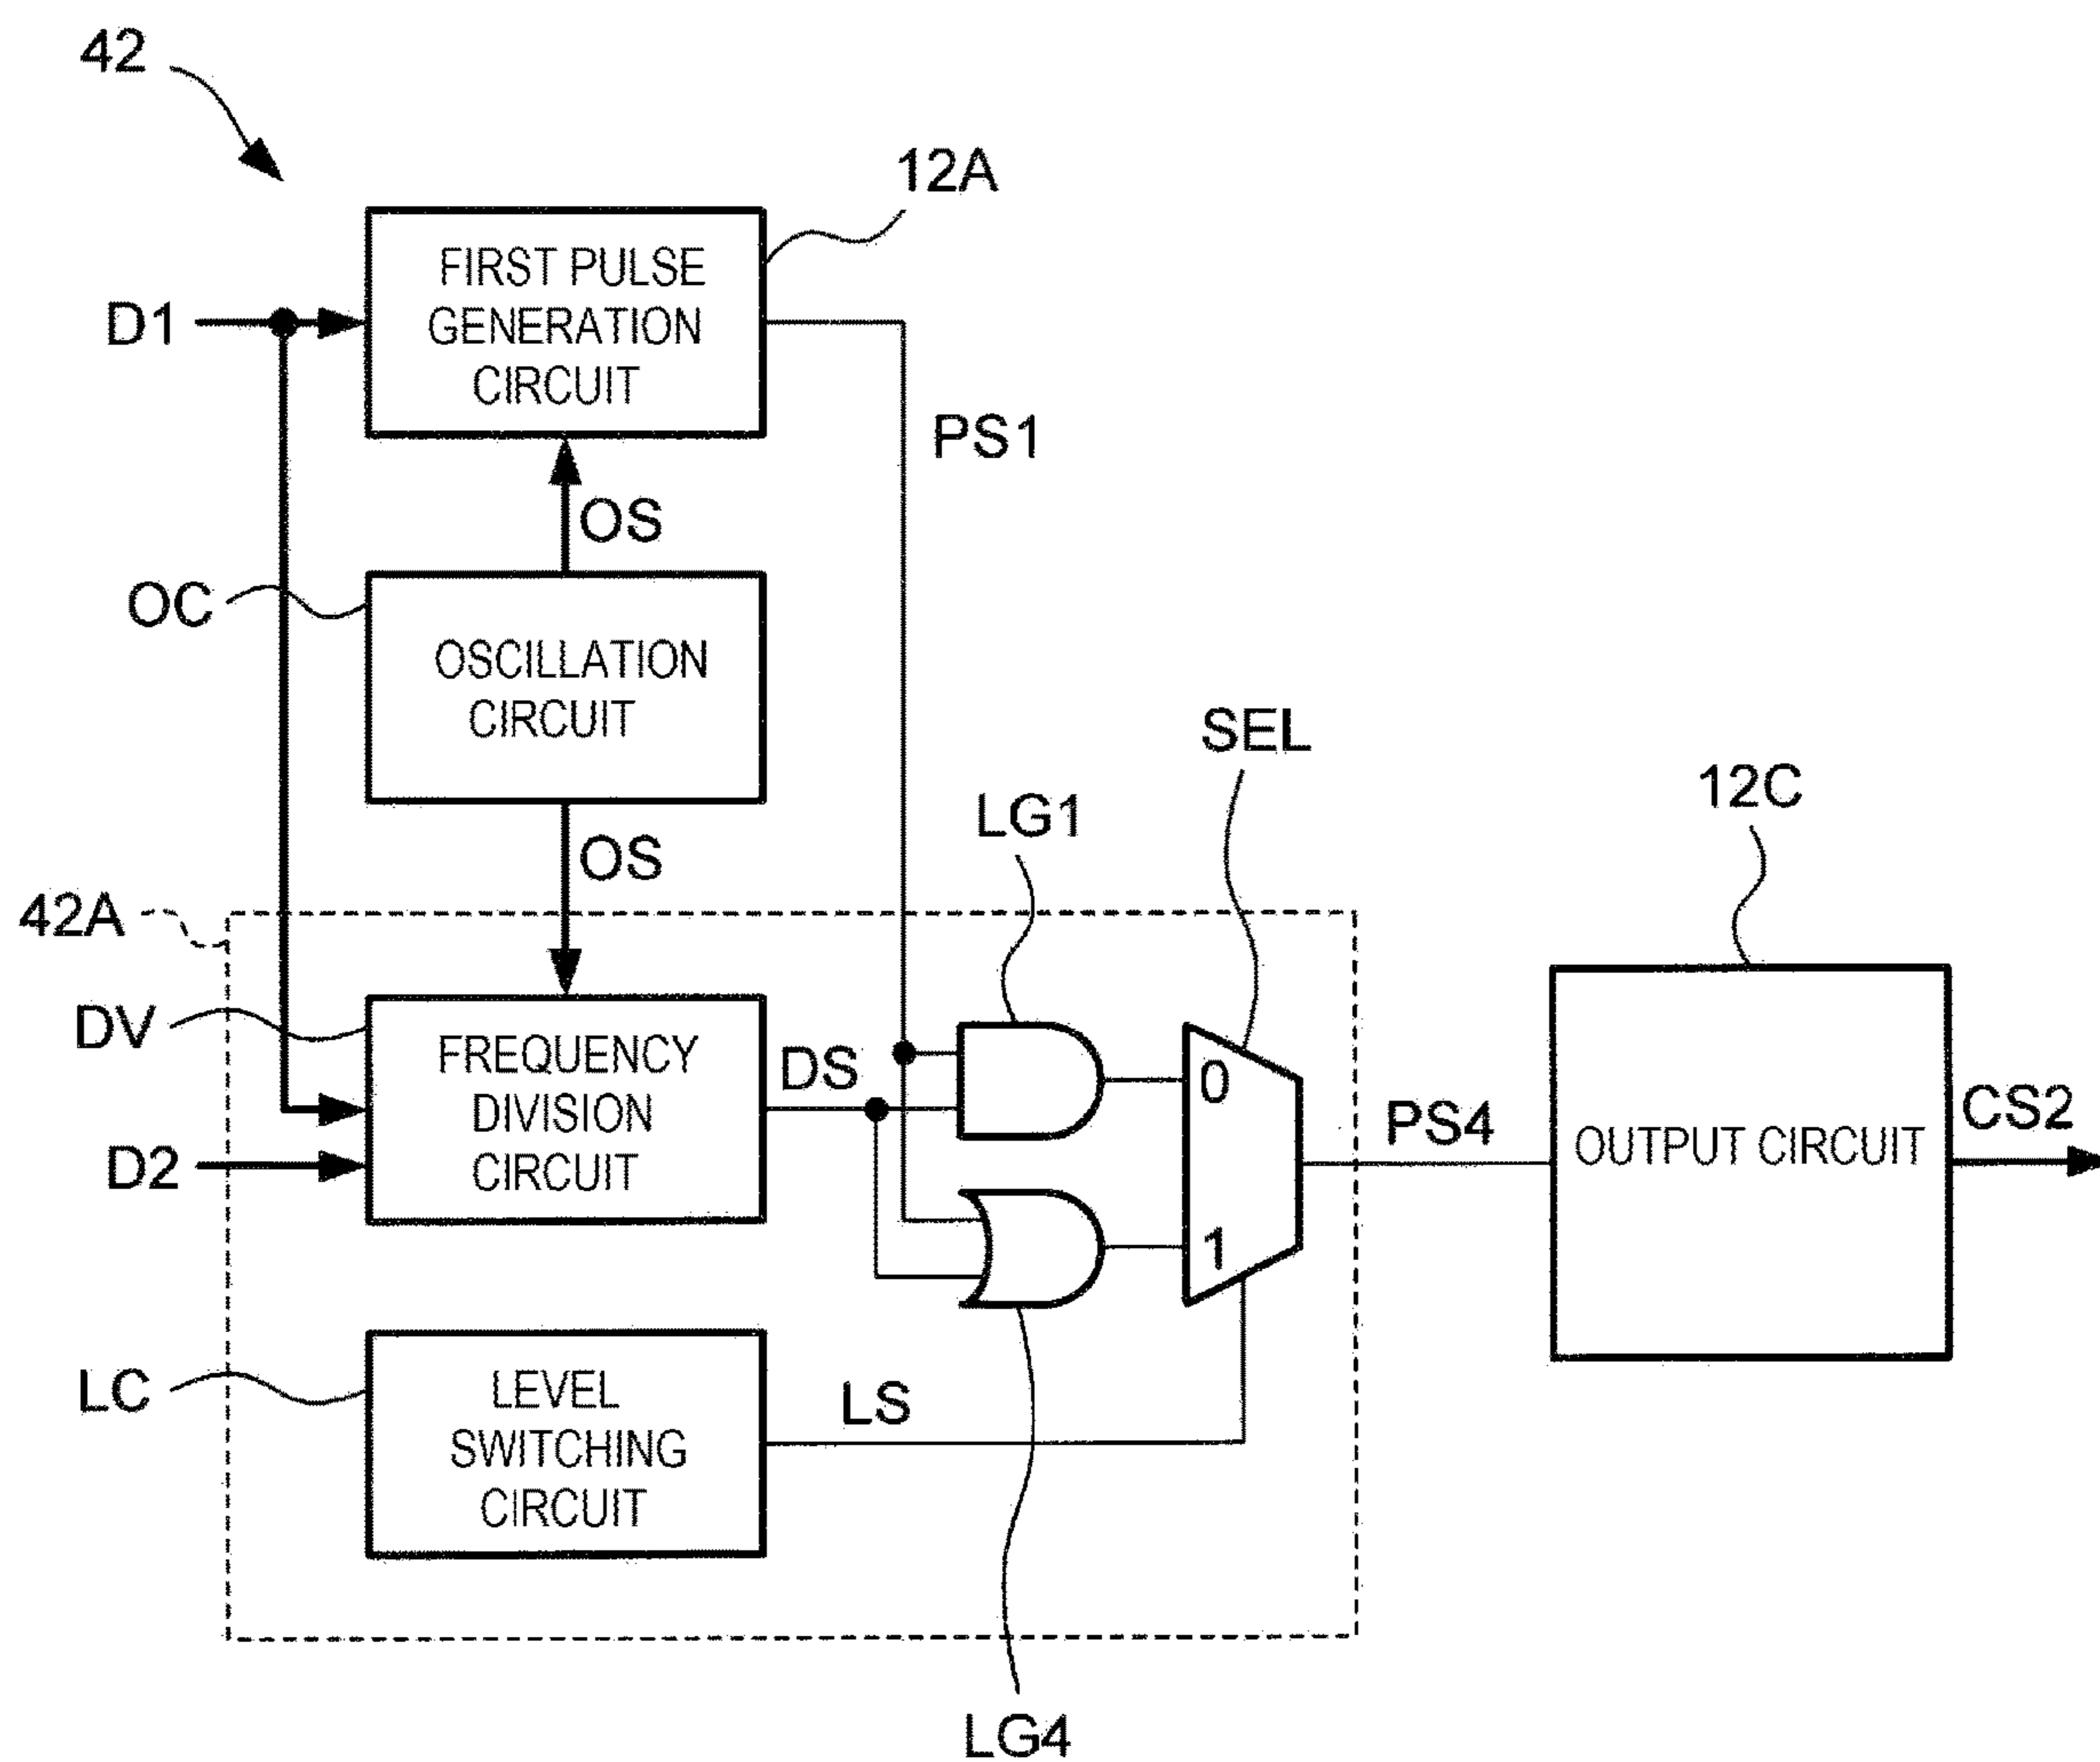 42
12A
FIRST PULSE
GENERATION
CIRCUIT
D1
PS1
OS
OC
OSCILLATION
CIRCUIT
SEL
12C
LG1
OS
42A
DV
FREQUENCY
DIVISION
CIRCUIT
DS
0
CS2
PS4
OUTPUT CIRCUIT
D2
1
LC
LEVEL
SWITCHING
CIRCUIT
LS
LG4